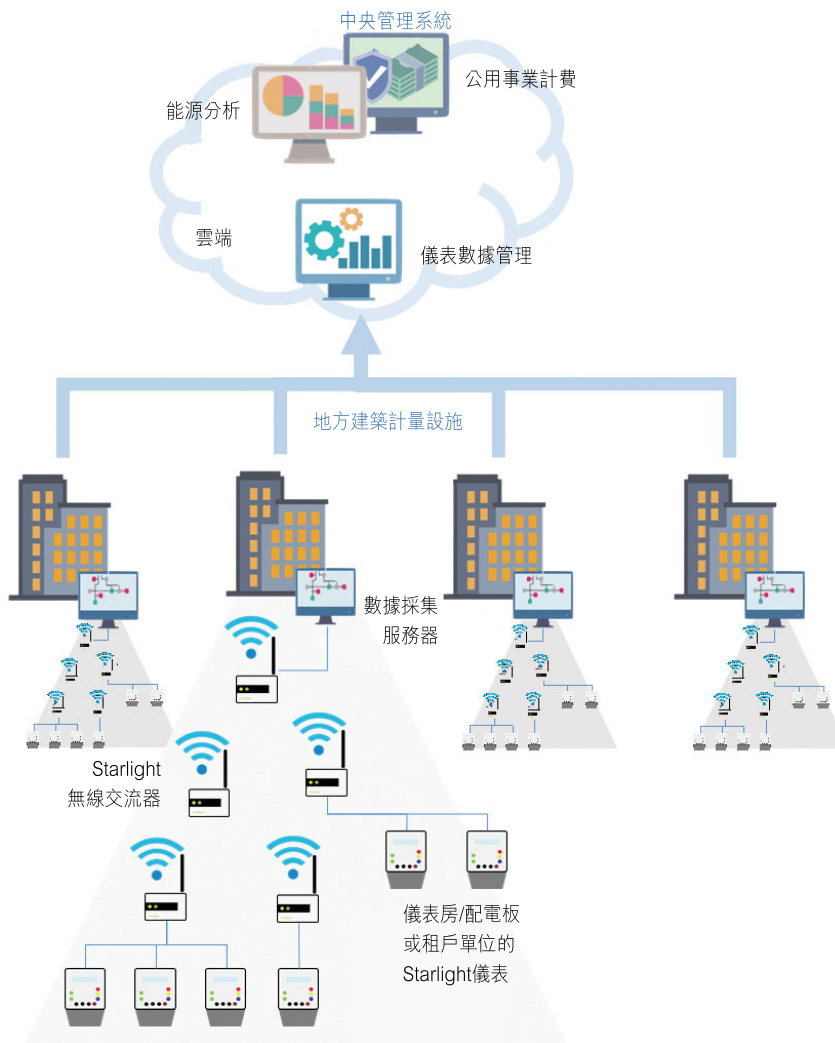 中央管理系統
公用事業計費
能源分析
雲端
儀表數據管理
地方建築計量設施
數據採集
服務器
Starlight
無線交流器
儀表房/配電板
或租戶單位的
Starlight儀表